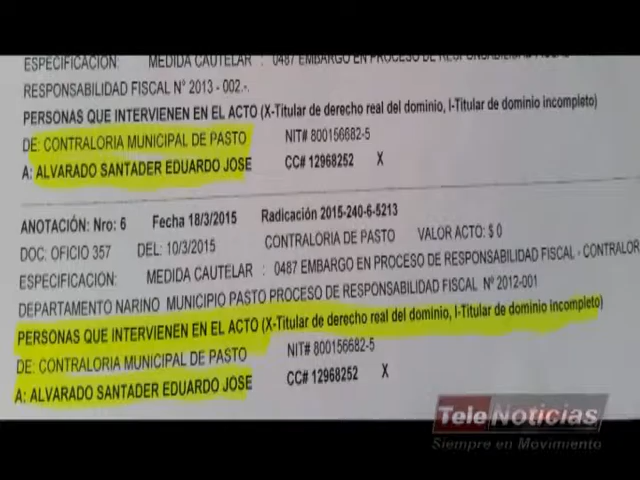 ESPECIFICACION: MEDIDA CAUTELAR : 0487 EMBARGO EN PROCESO DE RESPONSABILIDAD FISCAL
RESPONSABILIDAD FISCAL N° 2013 - 002.-.
PERSONAS QUE INTERVIENEN EN EL ACTO (X-Titular de derecho real del dominio, I-Titular de dominio incompleto)
DE: CONTRALORIA MUNICIPAL DE PASTO NIT# 800156682-5
A: ALVARADO SANTADER EDUARDO JOSE CC# 12968252 X
ANOTACIÓN: Nro: 6 Fecha 18/3/2015 Radicación 2015-240-6-5213
DOC: OFICIO 357 DEL: 10/3/2015 CONTRALORIA DE PASTO VALOR ACTO: $ 0
ESPECIFICACION: MEDIDA CAUTELAR : 0487 EMBARGO EN PROCESO DE RESPONSABILIDAD FISCAL - CONTRALOR
DEPARTAMENTO NARINO MUNICIPIO PASTO PROCESO DE RESPONSABILIDAD FISCAL N° 2012-001
PERSONAS QUE INTERVIENEN EN EL ACTO (X-Titular de derecho real del dominio, I-Titular de dominio incompleto)
DE: CONTRALORIA MUNICIPAL DE PASTO NIT# 800156682-5
A: ALVARADO SANTADER EDUARDO JOSE CC# 12968252 X
TeleNoticias
Siempre en Movimiento